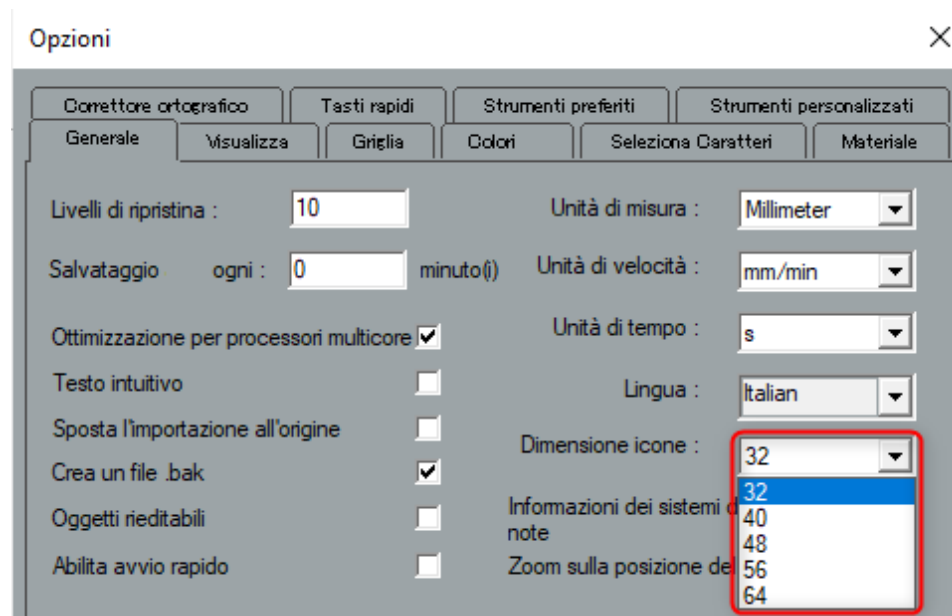 Opzioni
Correttore ortografico Tasti rapidi Strumenti preferiti Strumenti personalizzati
Generale Visualizza Griglia Colori Seleziona Caratteri Materiale
Livelli di ripristina : 10 Unità di misura : Millimeter
Salvataggio ogni : 0 minuto(i) Unità di velocità : mm/min
Ottimizzazione per processori multicore Unità di tempo : s
Testo intuitivo Lingua : Italian
Sposta l'importazione all'origine Dimensione icone : 32
Crea un file .bak 32
Oggetti rieditabili Informazioni dei sistemi 40
note 48
Abilita avvio rapido Zoom sulla posizione del 56
64